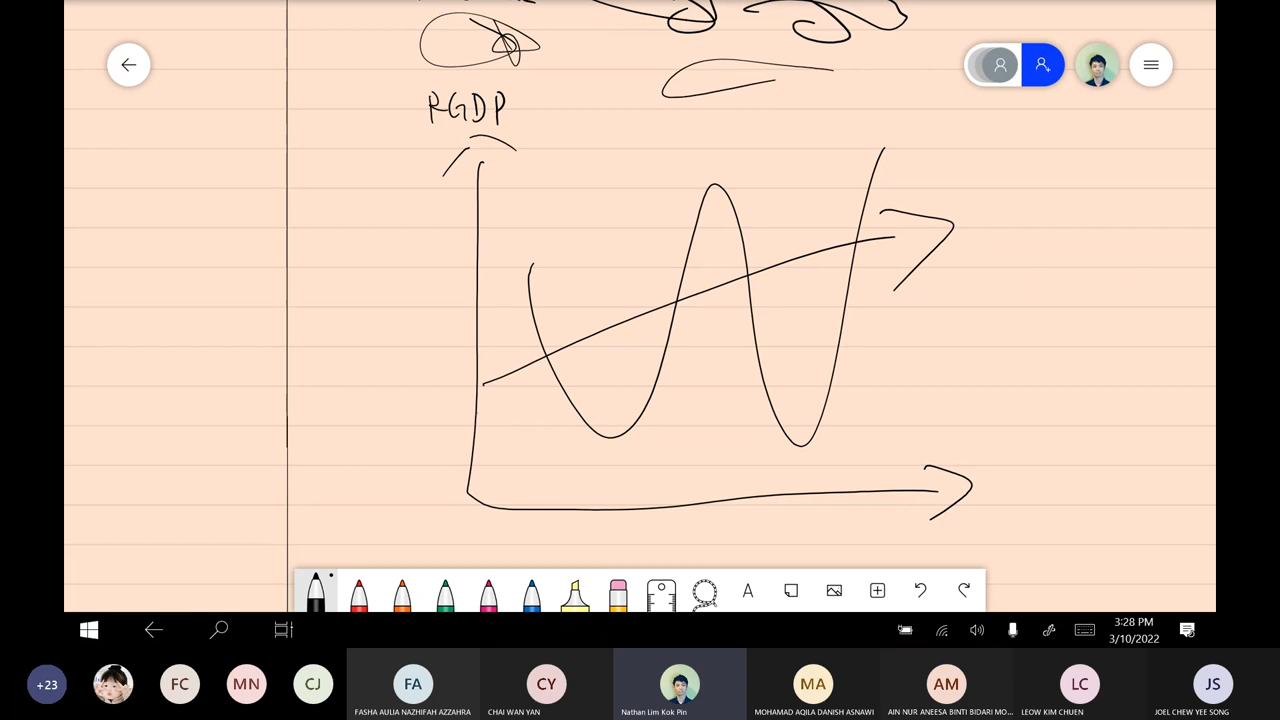 RGDP
A
3:28 PM
3/10/2022
+23
FC
MN
CJ
FA
CY
MA
AM
LC
JS
FASHA AULIA NAZHIFAH AZZAHRA
CHAI WAN YAN
Nathan Lim Kok Pin
MOHAMAD AQILA DANISH ASNAWI
AIN NUR ANEESA BINTI BIDARI MO...
LEOW KIM CHUEN
JOEL CHEW YEE SONG